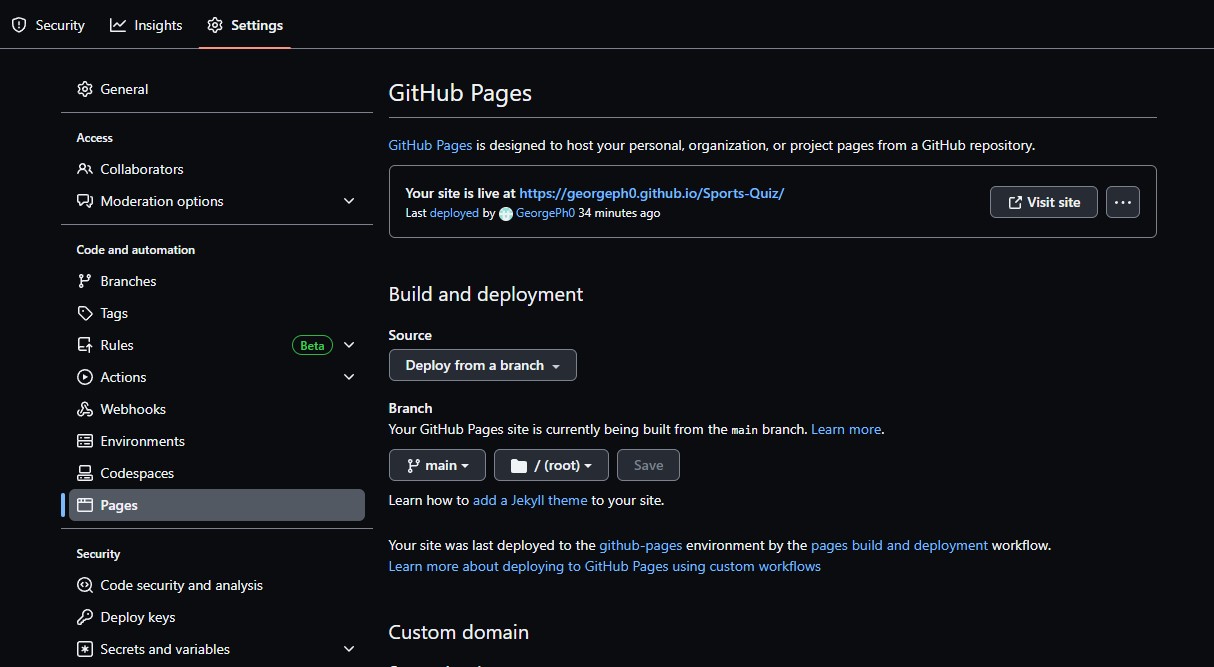 Security Insights Settings
General
Access
Collaborators
Moderation options
Code and automation
Branches
Tags
Rules Beta
Actions
Webhooks
Environments
Codespaces
Pages
Security
Code security and analysis
Deploy keys
Secrets and variables
GitHub Pages
GitHub Pages is designed to host your personal, organization, or project pages from a GitHub repository.
Your site is live at https://georgeph0.github.io/Sports-Quiz/
Last deployed by GeorgePh0 34 minutes ago
Visit site
Build and deployment
Source
Deploy from a branch
Branch
Your GitHub Pages site is currently being built from the main branch. Learn more.
main / (root) Save
Learn how to add a Jekyll theme to your site.
Your site was last deployed to the github-pages environment by the pages build and deployment workflow.
Learn more about deploying to GitHub Pages using custom workflows
Custom domain